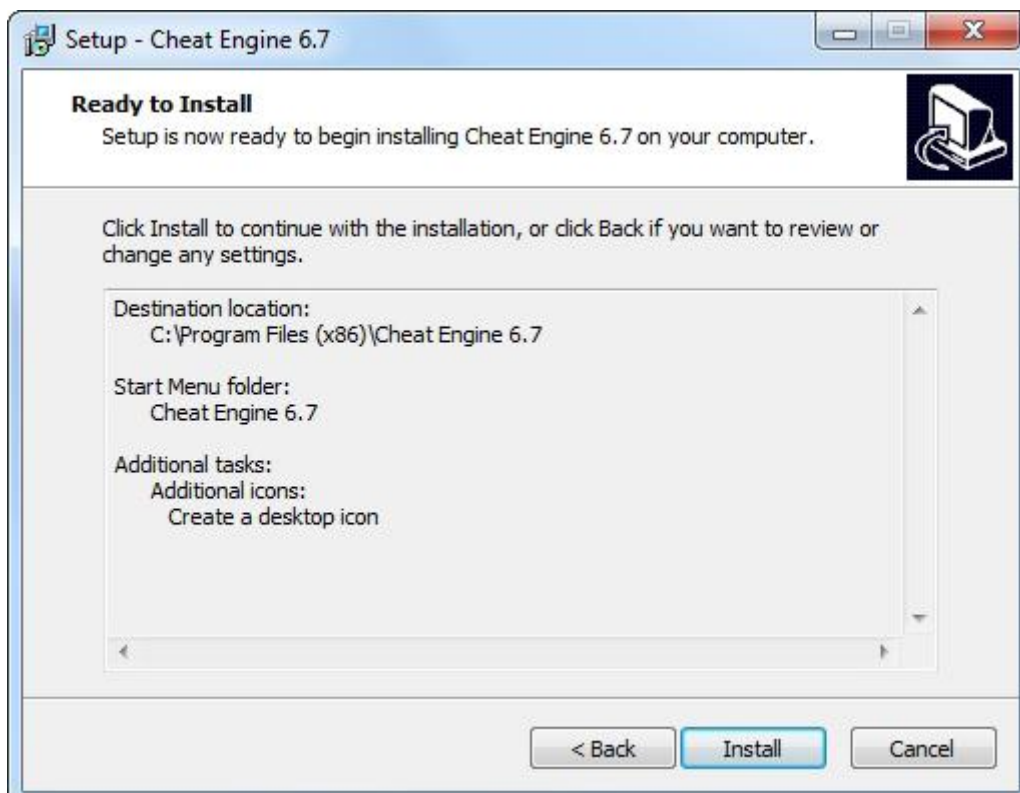 Setup - Cheat Engine 6.7
Ready to Install
Setup is now ready to begin installing Cheat Engine 6.7 on your computer.
Click Install to continue with the installation, or click Back if you want to review or
change any settings.
Destination location:
C:\Program Files (x86)\Cheat Engine 6.7
Start Menu folder:
Cheat Engine 6.7
Additional tasks:
Additional icons:
Create a desktop icon
< Back Install Cancel